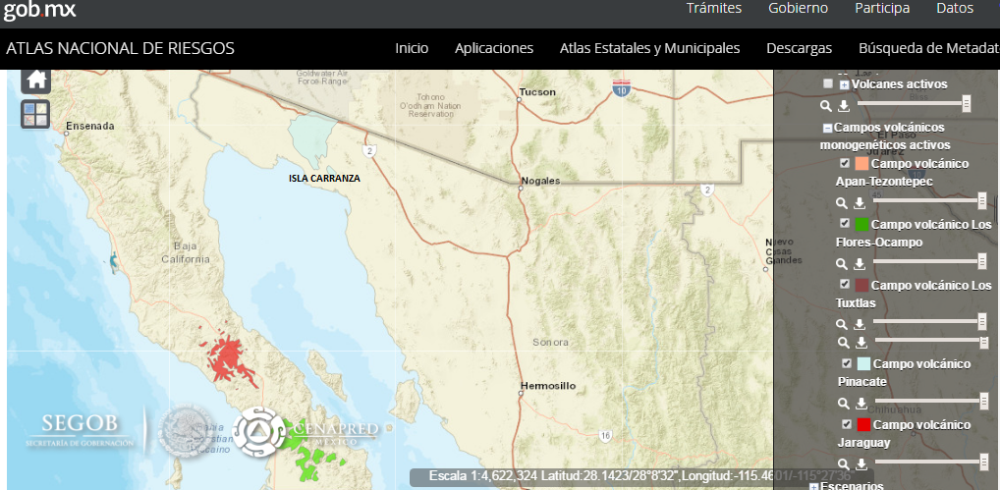 gob.mx
Trámites Gobierno Participa Datos
ATLAS NACIONAL DE RIESGOS
Inicio Aplicaciones Atlas Estatales y Municipales Descargas Búsqueda de Metadat
Goldwater Air
Force-Range
Tohono
O'odham Nation
Reservation
Tucson
10
Ensenada
2
ISLA CARRANZA
Nogales
2
Baja
California
Nuevo
Casas
Grandes
Sonora
Hermosillo
16
Volcanes activos
El Paso
Juárez
Campos volcánicos
monogenéticos activos
Campo volcánico
Apan-Tezontepec
Campo volcánico Los
Flores-Ocampo
Campo volcánico Los
Tuxtlas
Campo volcánico
Pinacate
Chihuahua
Campo volcánico
Jaraguay
Escenarios
SEGOB
SECRETARÍA DE GOBERNACIÓN
CENAPRED
MÉXICO
Escala 1:4,622,324 Latitud:28.1423/28°8'32",Longitud:-115.4601/-115°27'36"